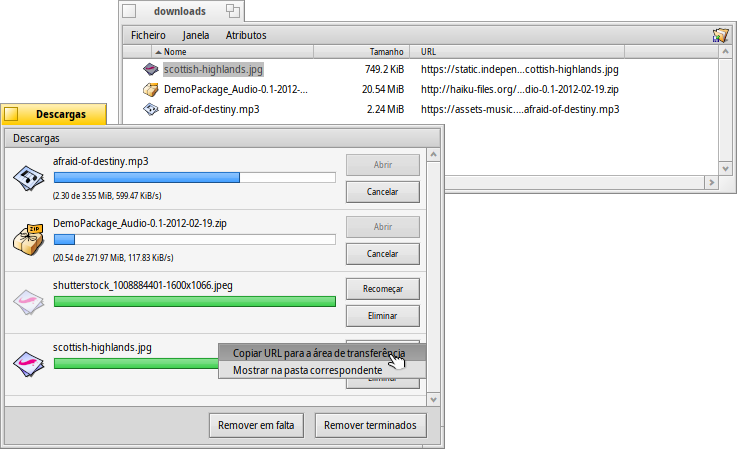 downloads
Ficheiro Janela Atributos
Nome Tamanho URL
scottish-highlands.jpg 749.2 KiB https://static.indepen...cottish-highlands.jpg
DemoPackage_Audio-0.1-2012-... 20.54 MiB http://haiku-files.org/...dio-0.1-2012-02-19.zip
afraid-of-destiny.mp3 2.24 MiB https://assets-music....afraid-of-destiny.mp3
Descargas
Descargas
afraid-of-destiny.mp3
Abrir
Cancelar
(2.30 de 3.55 MiB, 599.47 KiB/s)
ZIP
DemoPackage_Audio-0.1-2012-02-19.zip
Abrir
Cancelar
(20.54 de 271.97 MiB, 117.83 KiB/s)
shutterstock_1008884401-1600x1066.jpeg
Recomeçar
Eliminar
scottish-highlands.jpg
Copiar URL para a área de transferência
Mostrar na pasta correspondente
Eliminar
Remover em falta
Remover terminados